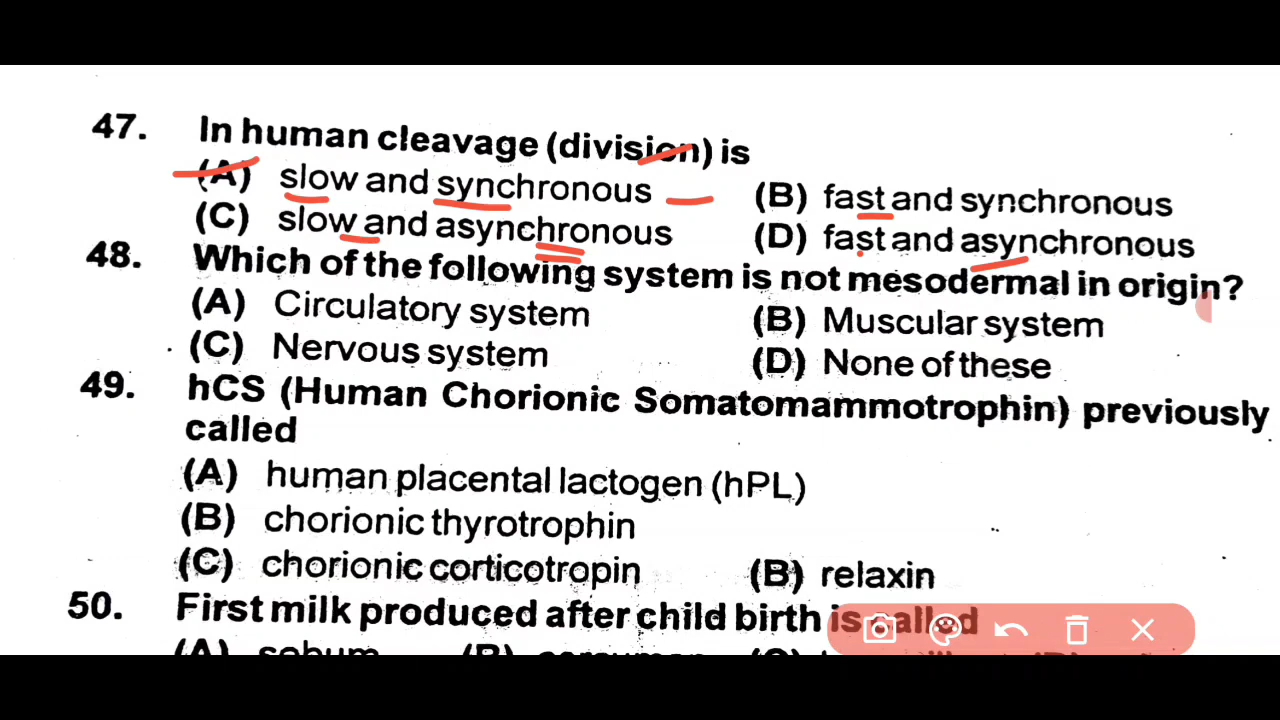 47. In human cleavage (division) is
(A) slow and synchronous (B) fast and synchronous
(C) slow and asynchronous (D) fast and asynchronous
48. Which of the following system is not mesodermal in origin?
(A) Circulatory system (B) Muscular system
(C) Nervous system (D) None of these
49. hCS (Human Chorionic Somatomammotrophin) previously
called
(A) human placental lactogen (hPL)
(B) chorionic thyrotrophin
(C) chorionic corticotropin (B) relaxin
50. First milk produced after child birth is called
(A) sebum (B) (C)